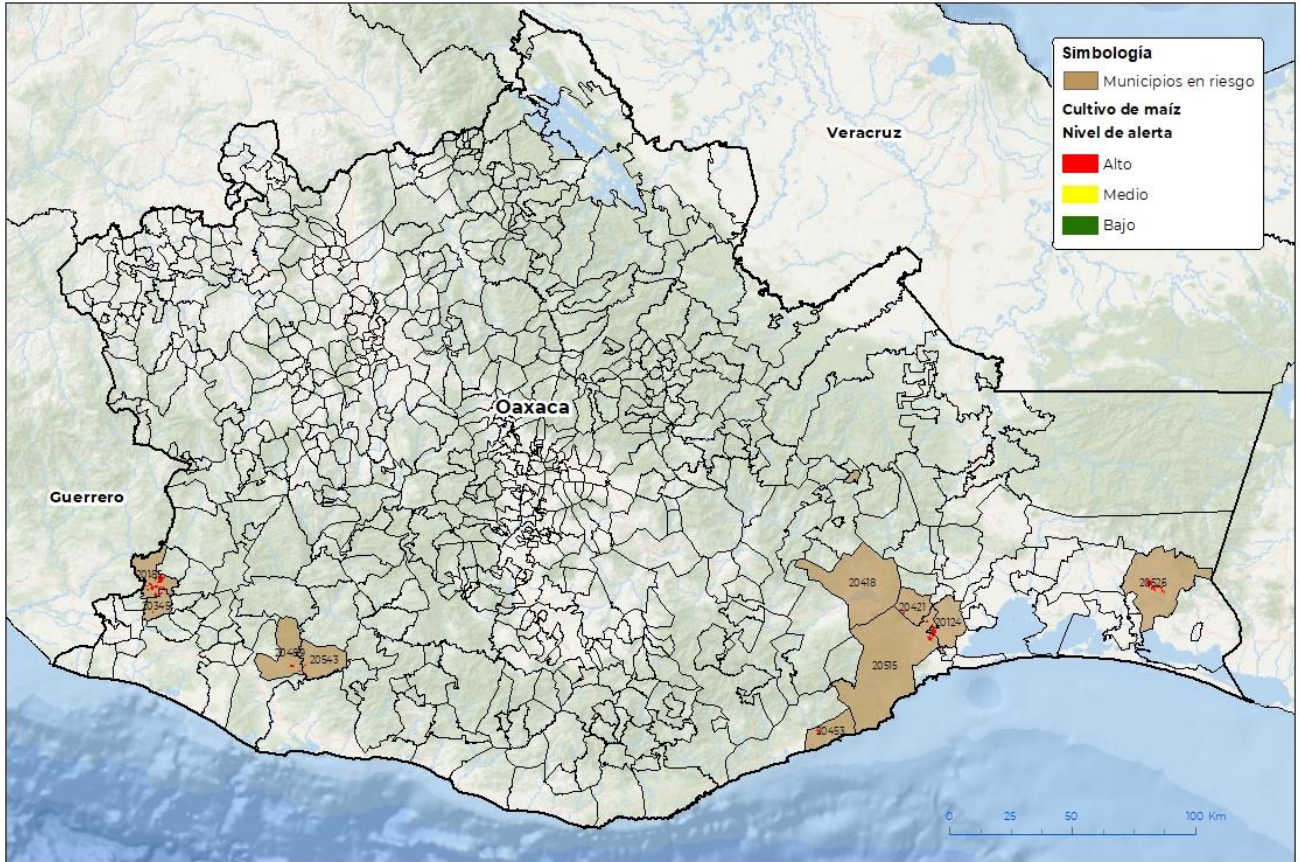 Simbología
Municipios en riesgo
Cultivo de maíz
Nivel de alerta
Alto
Medio
Bajo
Veracruz
Oaxaca
Guerrero
20345
20543
20418
20421
20124
20515
20453
0 25 50 100 Km